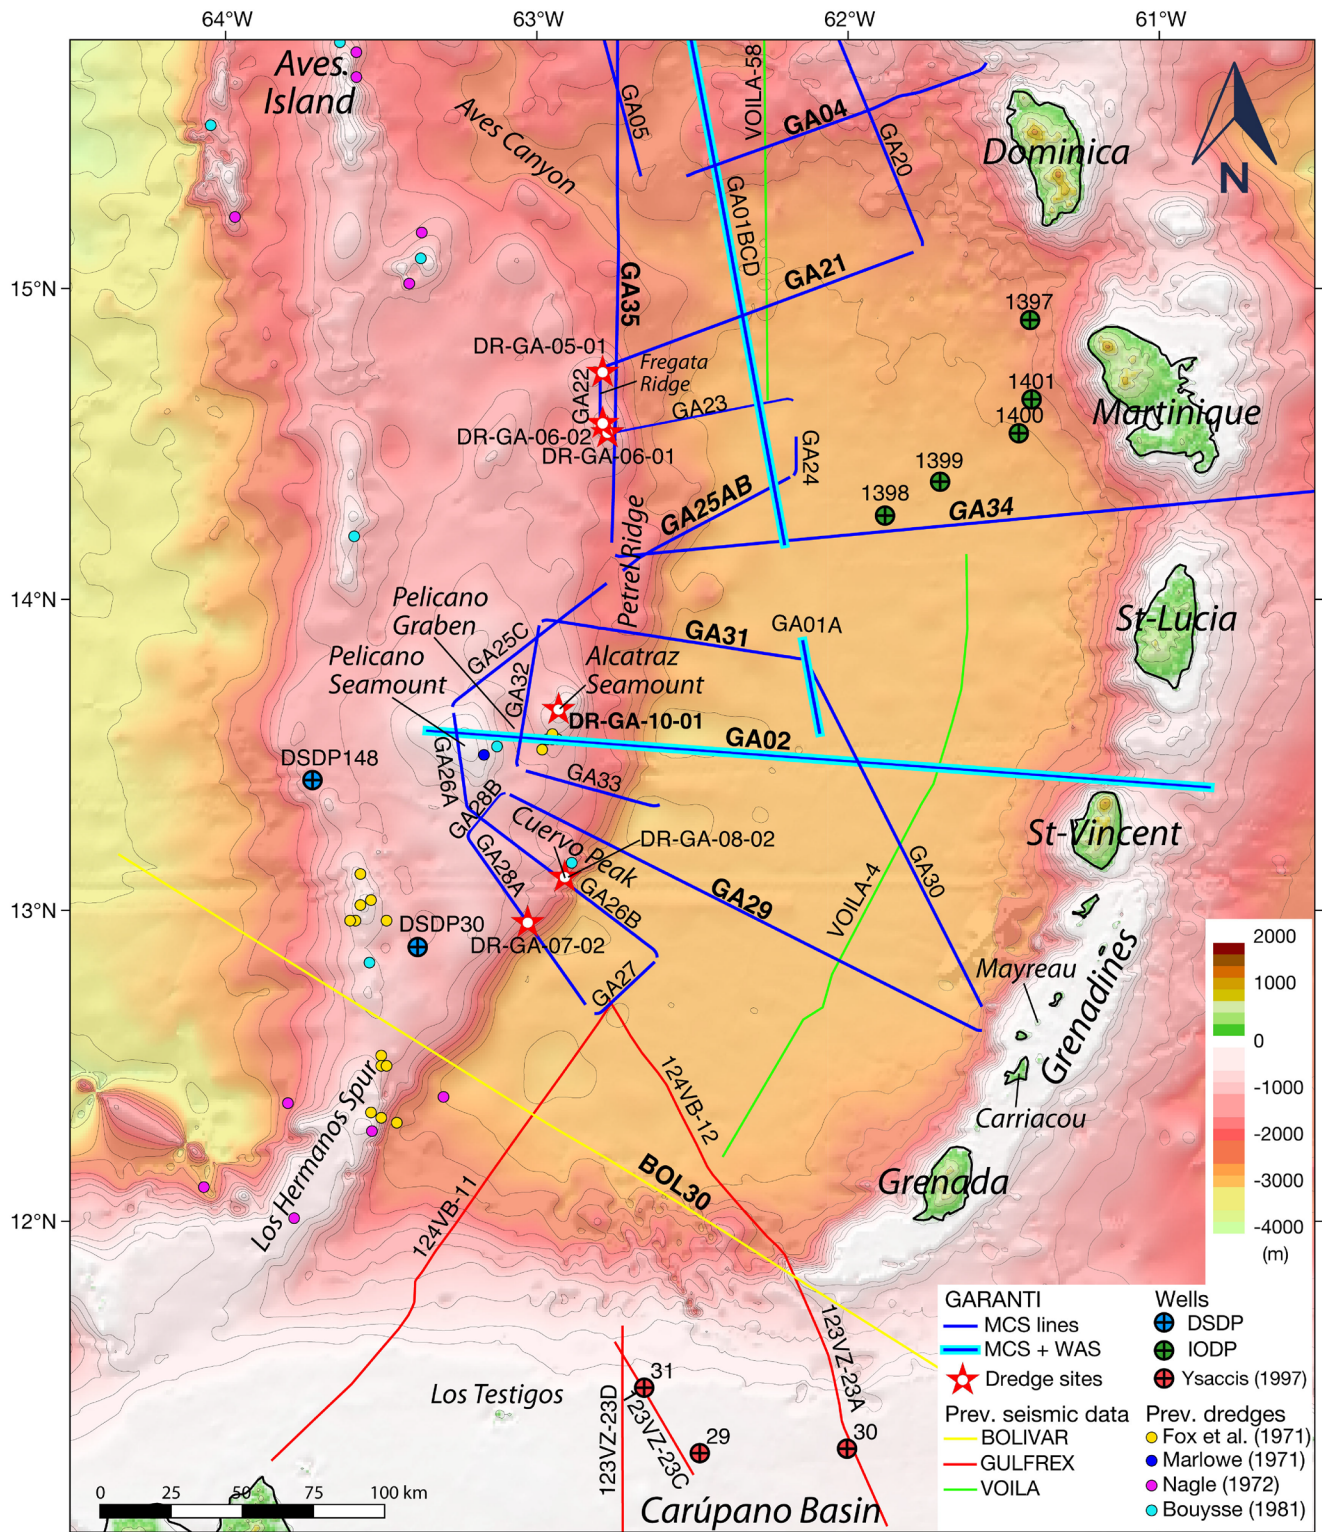 64°W
63°W
62°W
61°W
Aves.
Island
Aves Canyon
GA05
VOILA-58
GA04
GA20
Dominica
N
GA01BCD
15°N
GA35
GA21
1397
DR-GA-05-01
Fregata
Ridge
GA22
GA23
1401
1400
Martinique
DR-GA-06-02
DR-GA-06-01
GA24
1399
1398
GA25AB
GA34
Petrel Ridge
14°N
Pelicano
Graben
GA01A
St-Lucia
GA31
GA25C
Pelicano
Seamount
GA32
Alcatraz
Seamount
DR-GA-10-01
GA02
DSDP148
GA26A
GA33
GA28B
Cuervo Peak
DR-GA-08-02
St-Vincent
GA28A
GA26B
GA29
GA30
VOILA-4
13°N
DSDP30
DR-GA-07-02
GA27
Mayreau
Grenadines
Carriacou
2000
1000
0
-1000
-2000
-3000
-4000
(m)
Los Hermanos Spur
124VB-12
124VB-11
BOL30
Grenada
12°N
123VZ-23A
Los Testigos
31
123VZ-23D
123VZ-23C
29
30
Carúpano Basin
0
25
50
75
100 km
GARANTI
MCS lines
MCS + WAS
Dredge sites
Prev. seismic data
BOLIVAR
GULFREX
VOILA
Wells
DSDP
IODP
Ysaccis (1997)
Prev. dredges
Fox et al. (1971)
Marlowe (1971)
Nagle (1972)
Bouysse (1981)